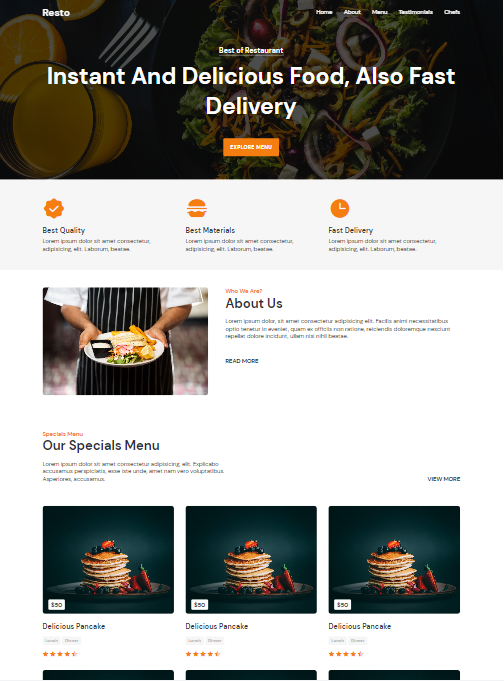 Resto
Home About Menu Testimonials Chefs
Best of Restaurant
Instant And Delicious Food, Also Fast
Delivery
EXPLORE MENU
Best Quality
Lorem ipsum dolor sit amet consectetur,
adipisicing, elit. Laborum, beatae.
Best Materials
Lorem ipsum dolor sit amet consectetur,
adipisicing, elit. Laborum, beatae.
Fast Delivery
Lorem ipsum dolor sit amet consectetur,
adipisicing, elit. Laborum, beatae.
Who We Are?
About Us
Lorem ipsum dolor, sit amet consectetur adipisicing elit. Facilis animi necessitatibus
optio tenetur in eveniet, quam ex officiis non ratione, reiciendis doloremque nesciunt
repellat dolore incidunt, ullam nisi nihil beatae.
READ MORE
Specials Menu
Our Specials Menu
Lorem ipsum dolor sit amet consectetur adipisicing, elit. Explicabo
accusamus perspiciatis, esse iste unde, amet nam vero voluptatibus.
Asperiores, accusamus.
VIEW MORE
$50 $50 $50
Delicious Pancake Delicious Pancake Delicious Pancake
Lunch Dinner Lunch Dinner Lunch Dinner